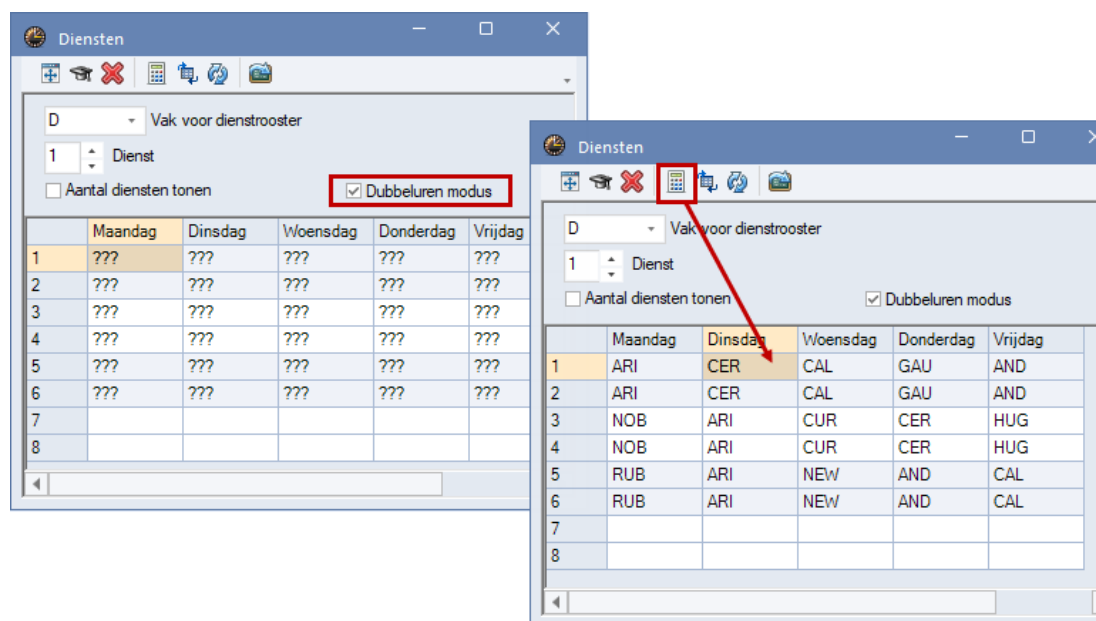 Diensten
D Vak voor dienstrooster
1 Dienst
Aantal diensten tonen Dubbeluren modus
Maandag Dinsdag Woensdag Donderdag Vrijdag
1 ??? ??? ??? ??? ???
2 ??? ??? ??? ??? ???
3 ??? ??? ??? ??? ???
4 ??? ??? ??? ??? ???
5 ??? ??? ??? ??? ???
6 ??? ??? ??? ??? ???
7
8
Diensten
D Vak voor dienstrooster
1 Dienst
Aantal diensten tonen Dubbeluren modus
Maandag Dinsdag Woensdag Donderdag Vrijdag
1 ARI CER CAL GAU AND
2 ARI CER CAL GAU AND
3 NOB ARI CUR CER HUG
4 NOB ARI CUR CER HUG
5 RUB ARI NEW AND CAL
6 RUB ARI NEW AND CAL
7
8